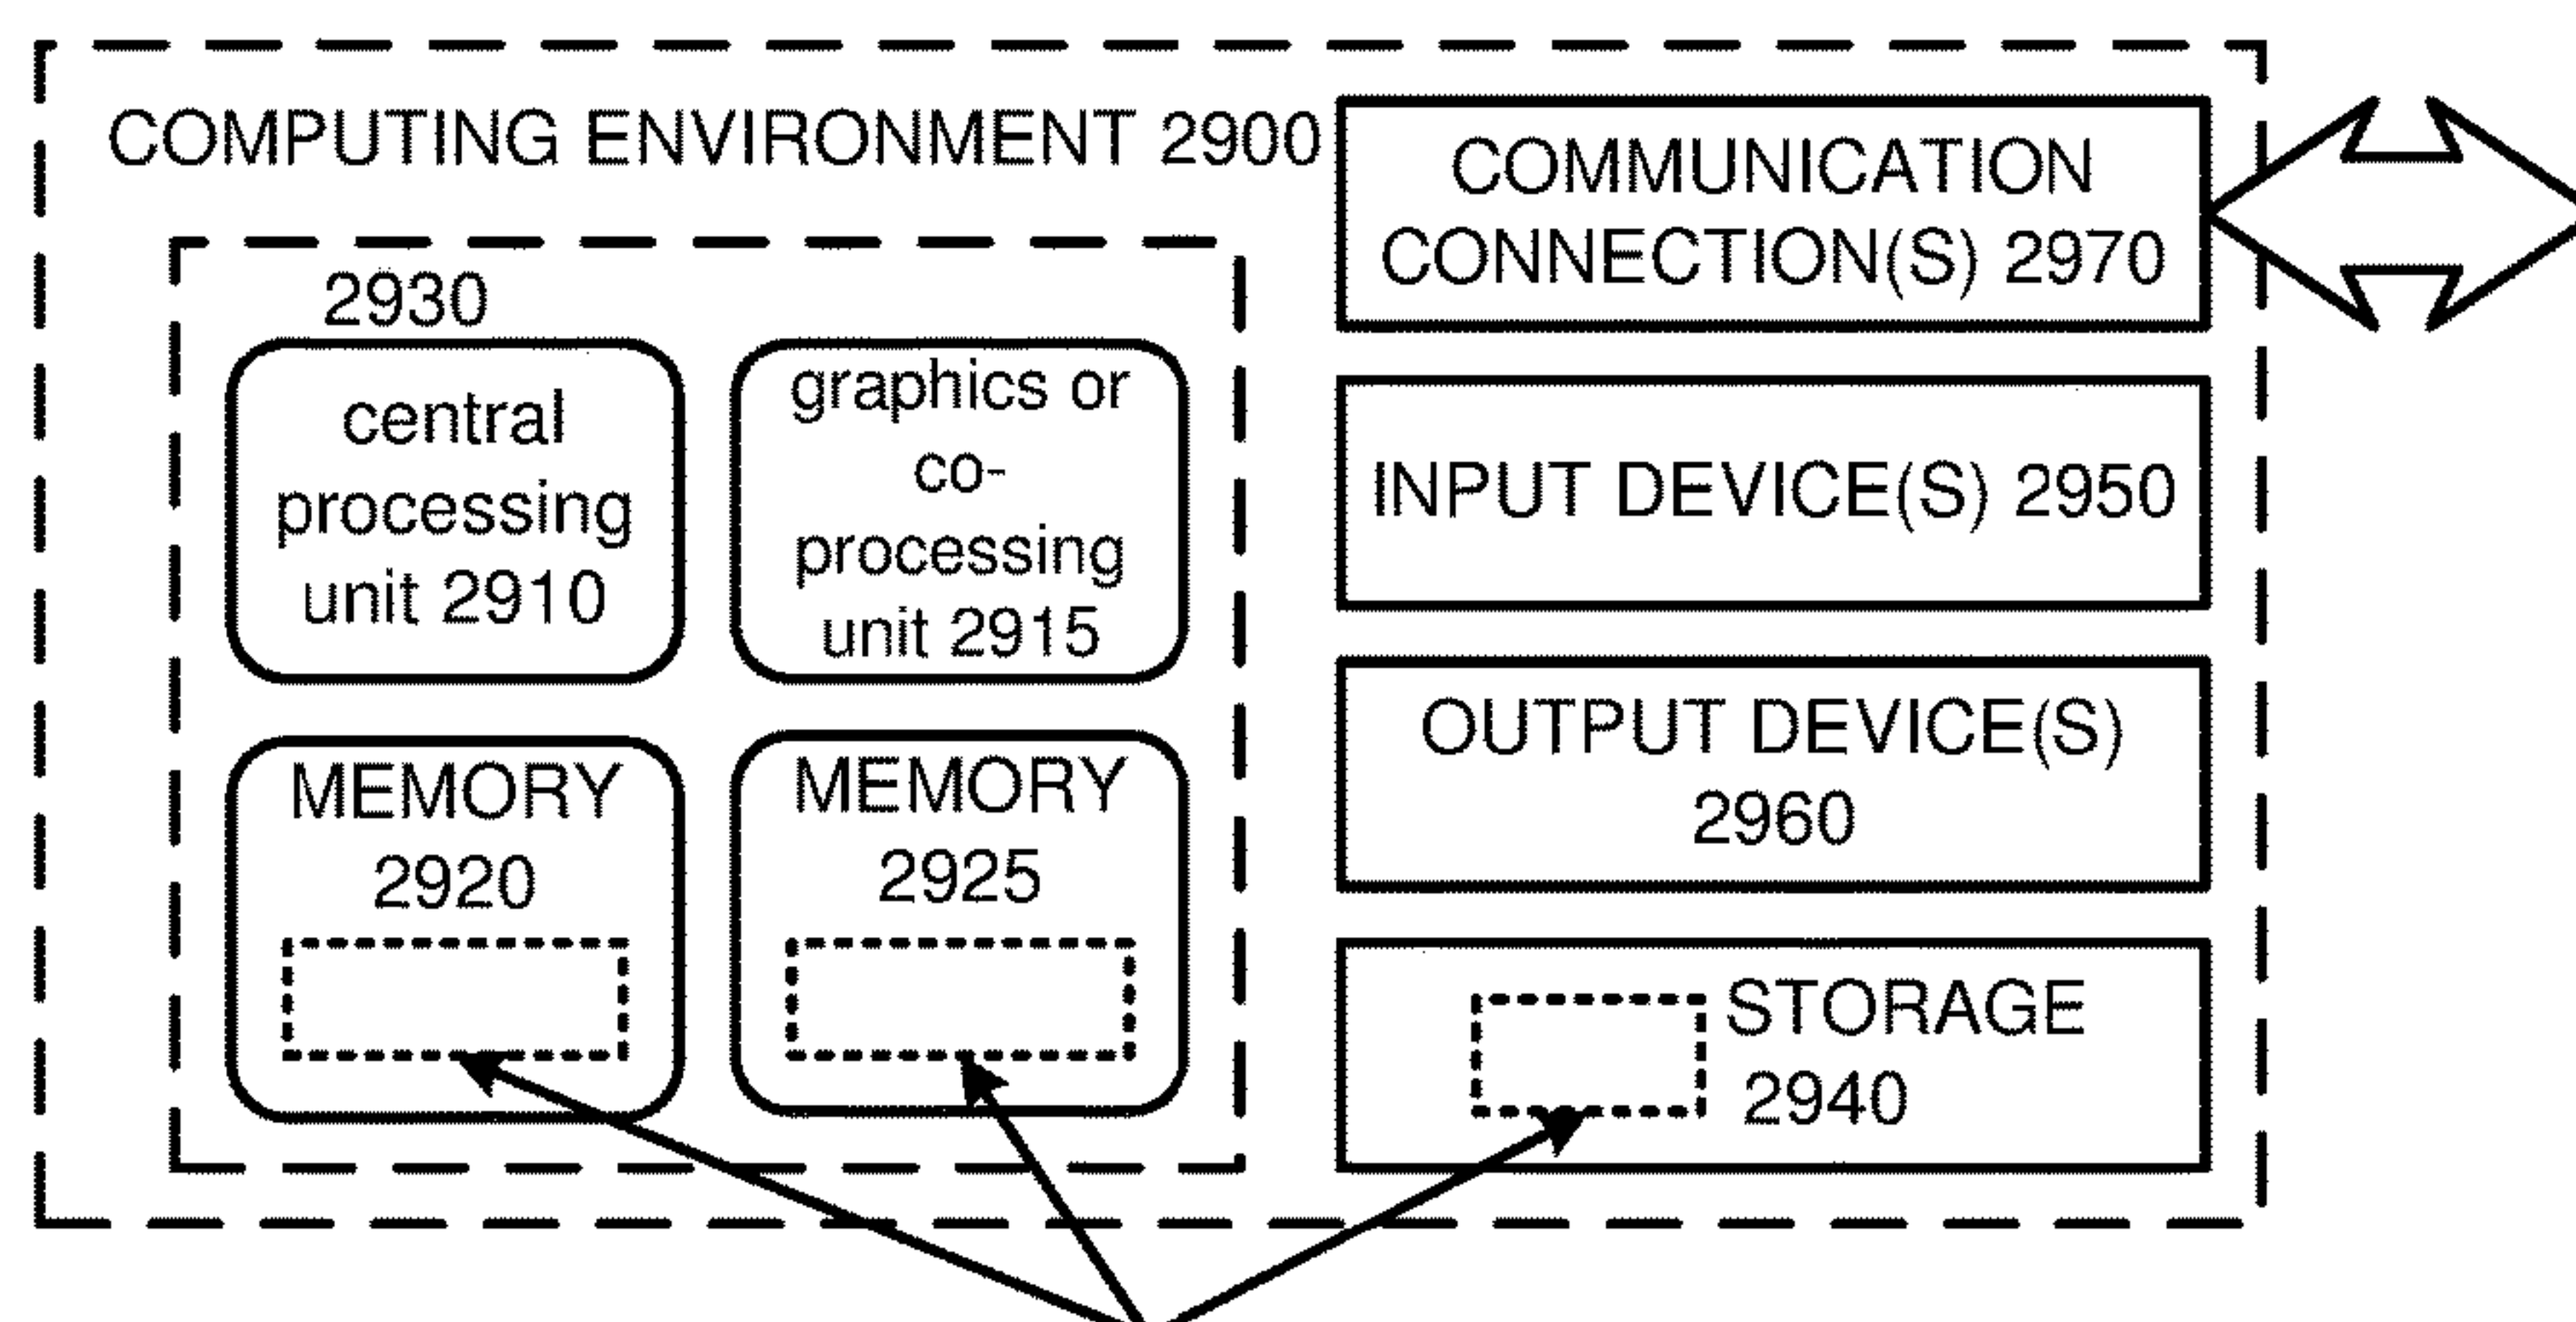 COMPUTING ENVIRONMENT 2900
2930
central
processing
unit 2910
graphics or
co-
processing
unit 2915
MEMORY
2920
MEMORY
2925
COMMUNICATION
CONNECTION(S) 2970
INPUT DEVICE(S) 2950
OUTPUT DEVICE(S)
2960
STORAGE
2940